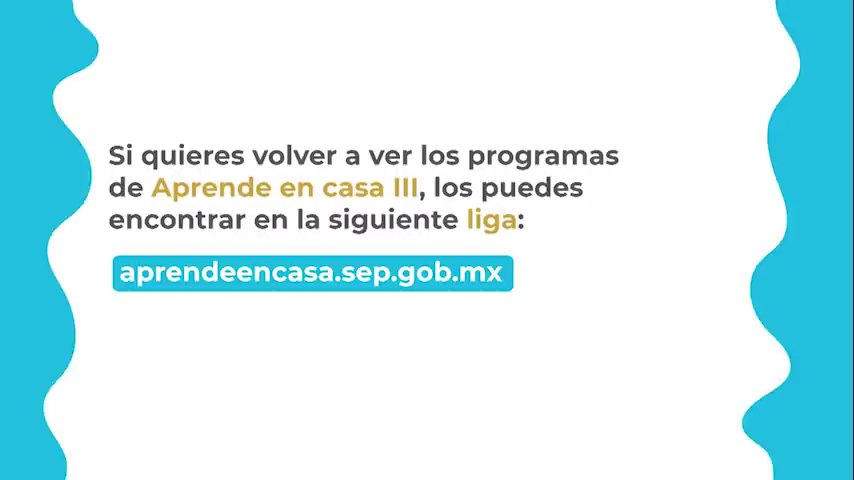 Si quieres volver a ver los programas
de Aprende en casa III, los puedes
encontrar en la siguiente liga:
aprendeencasa.sep.gob.mx